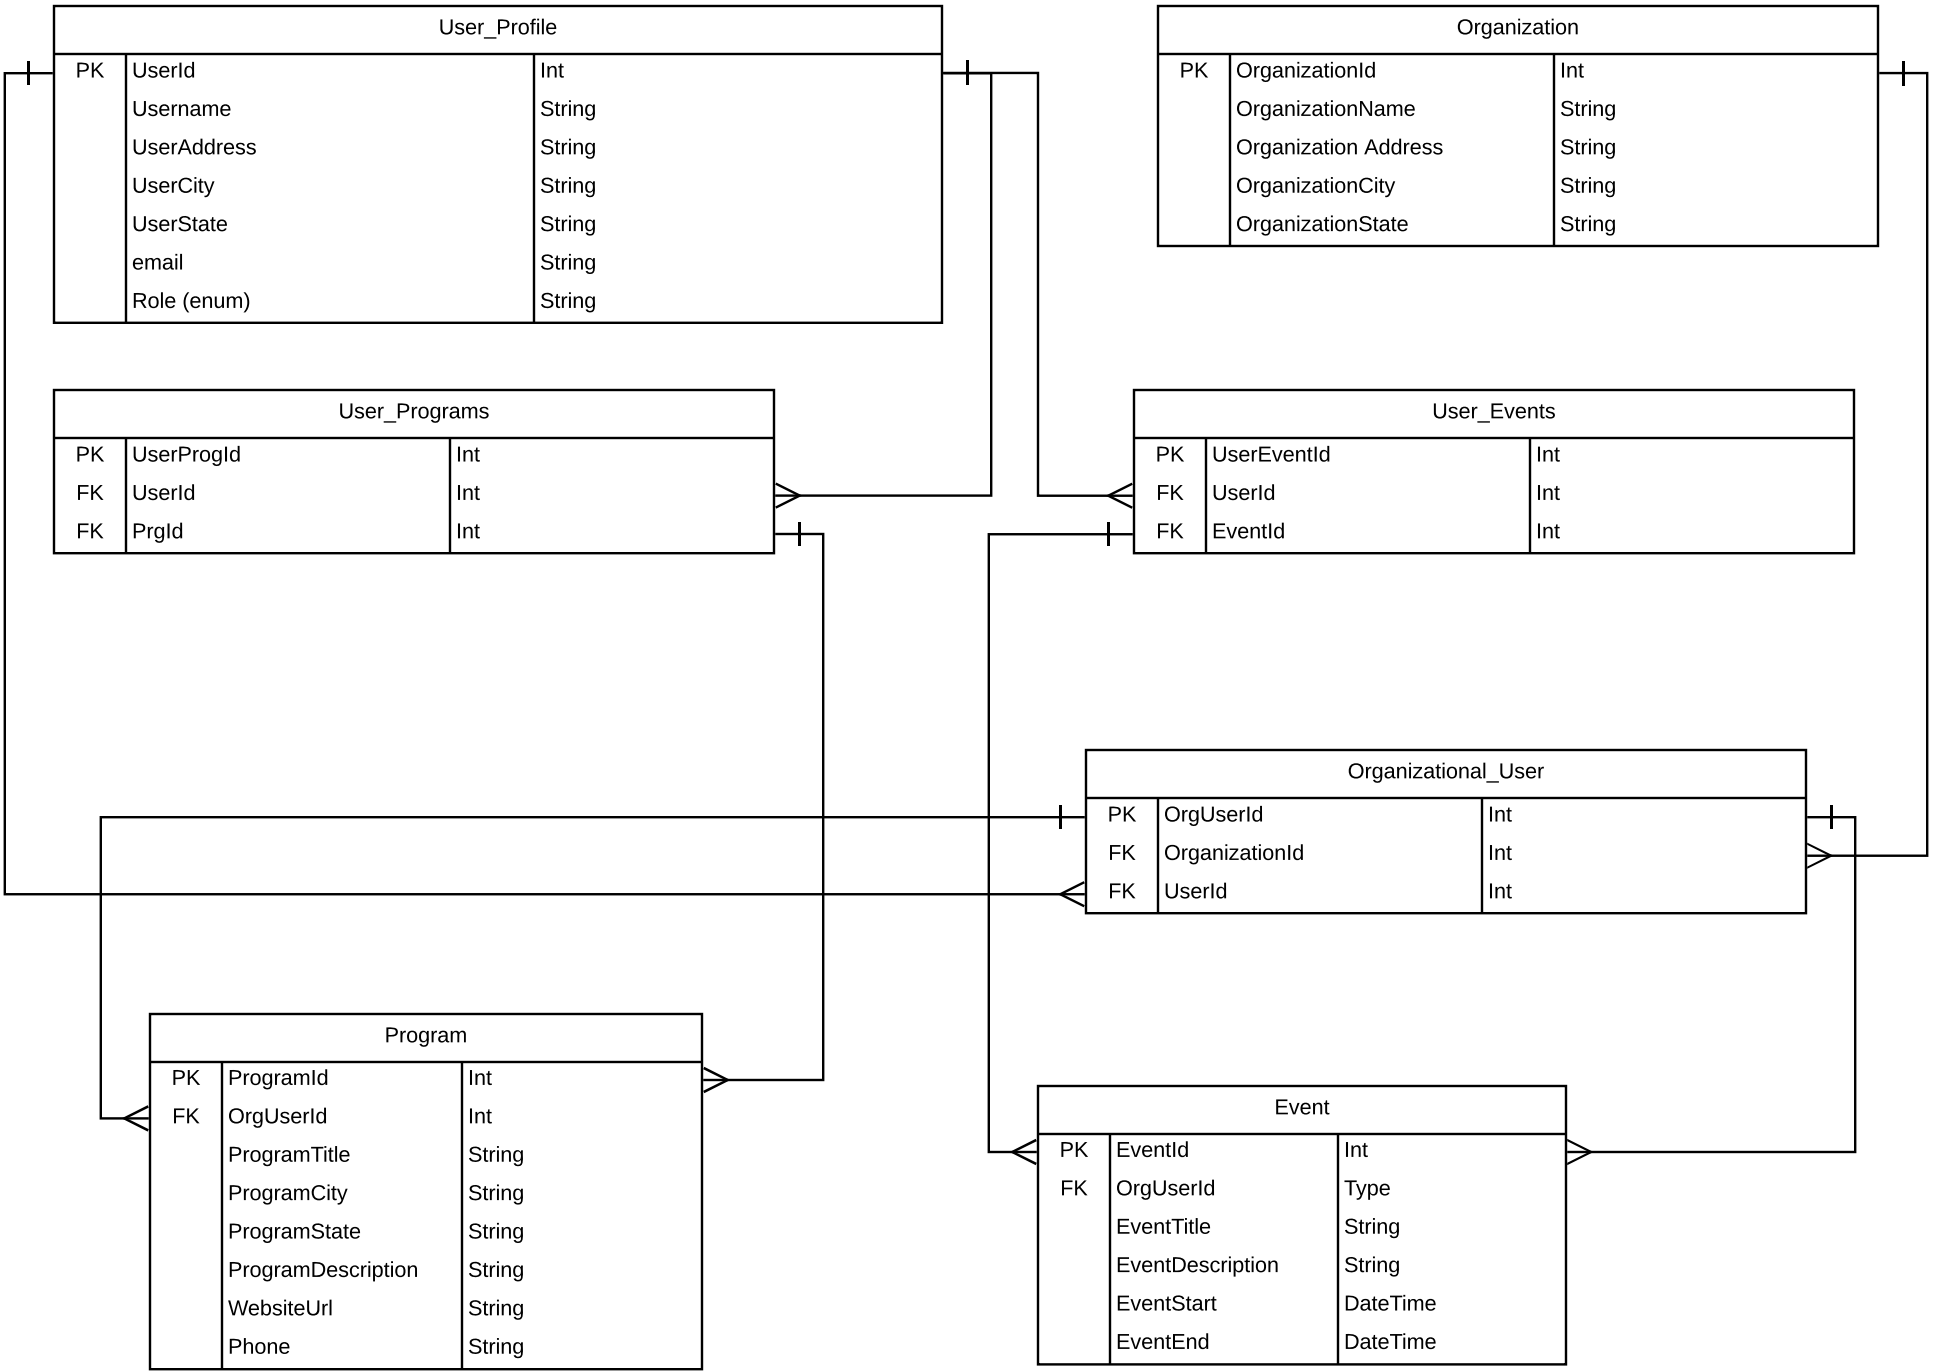 User_Profile
PK UserId Int
Username String
UserAddress String
UserCity String
UserState String
email String
Role (enum) String
Organization
PK OrganizationId Int
OrganizationName String
Organization Address String
OrganizationCity String
OrganizationState String
User_Programs
PK UserProgId Int
FK UserId Int
FK PrgId Int
User_Events
PK UserEventId Int
FK UserId Int
FK EventId Int
Organizational_User
PK OrgUserId Int
FK OrganizationId Int
FK UserId Int
Program
PK ProgramId Int
FK OrgUserId Int
ProgramTitle String
ProgramCity String
ProgramState String
ProgramDescription String
WebsiteUrl String
Phone String
Event
PK EventId Int
FK OrgUserId Type
EventTitle String
EventDescription String
EventStart DateTime
EventEnd DateTime